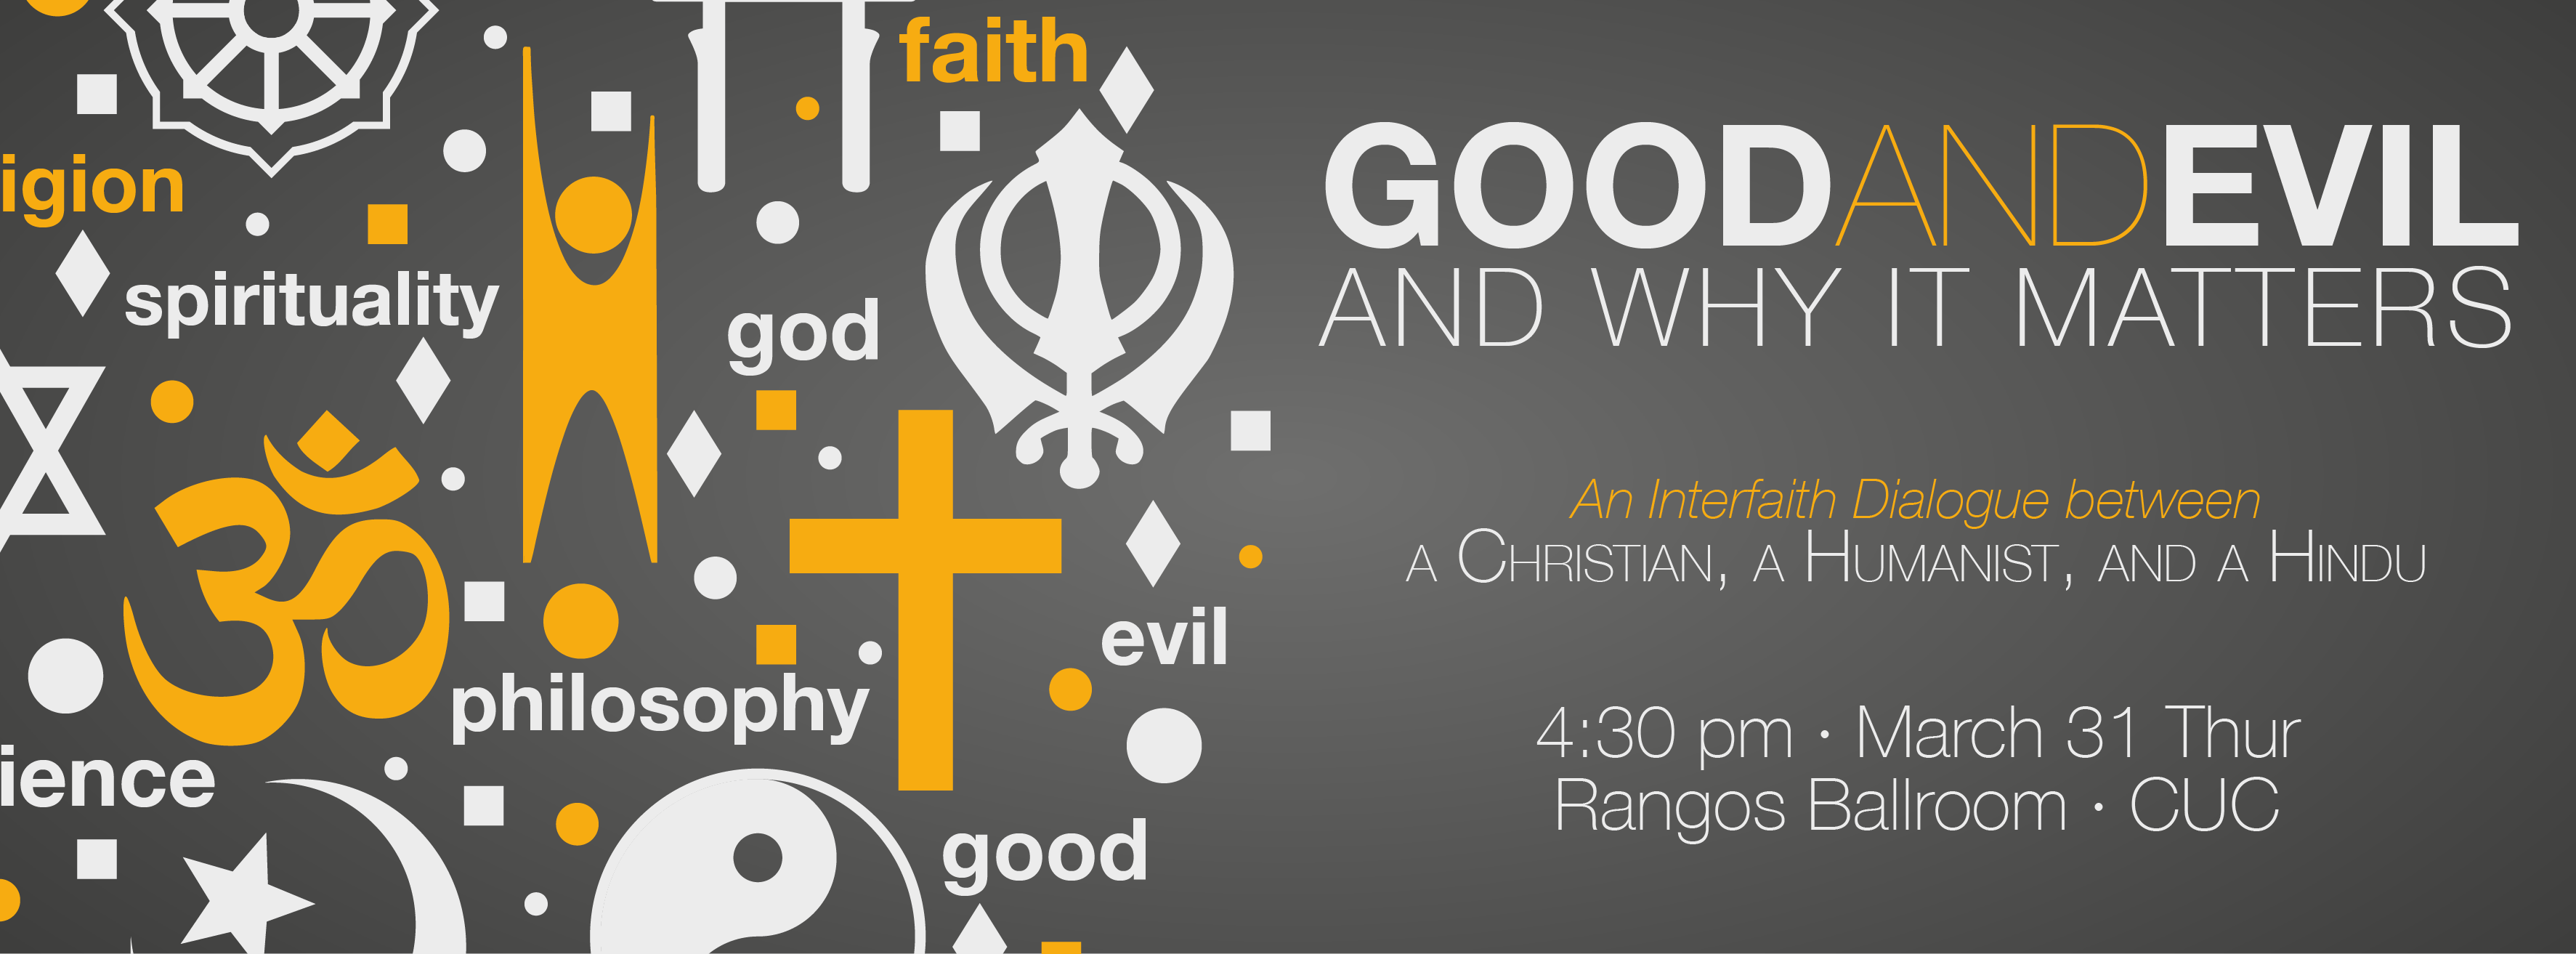 faith
igion
spirituality
god
evil
philosophy
ience
good
GOODANDEVIL
AND WHY IT MATTERS
An Interfaith Dialogue between
A CHRISTIAN, A HUMANIST, AND A HINDU
4:30 pm · March 31 Thur
Rangos Ballroom · CUC